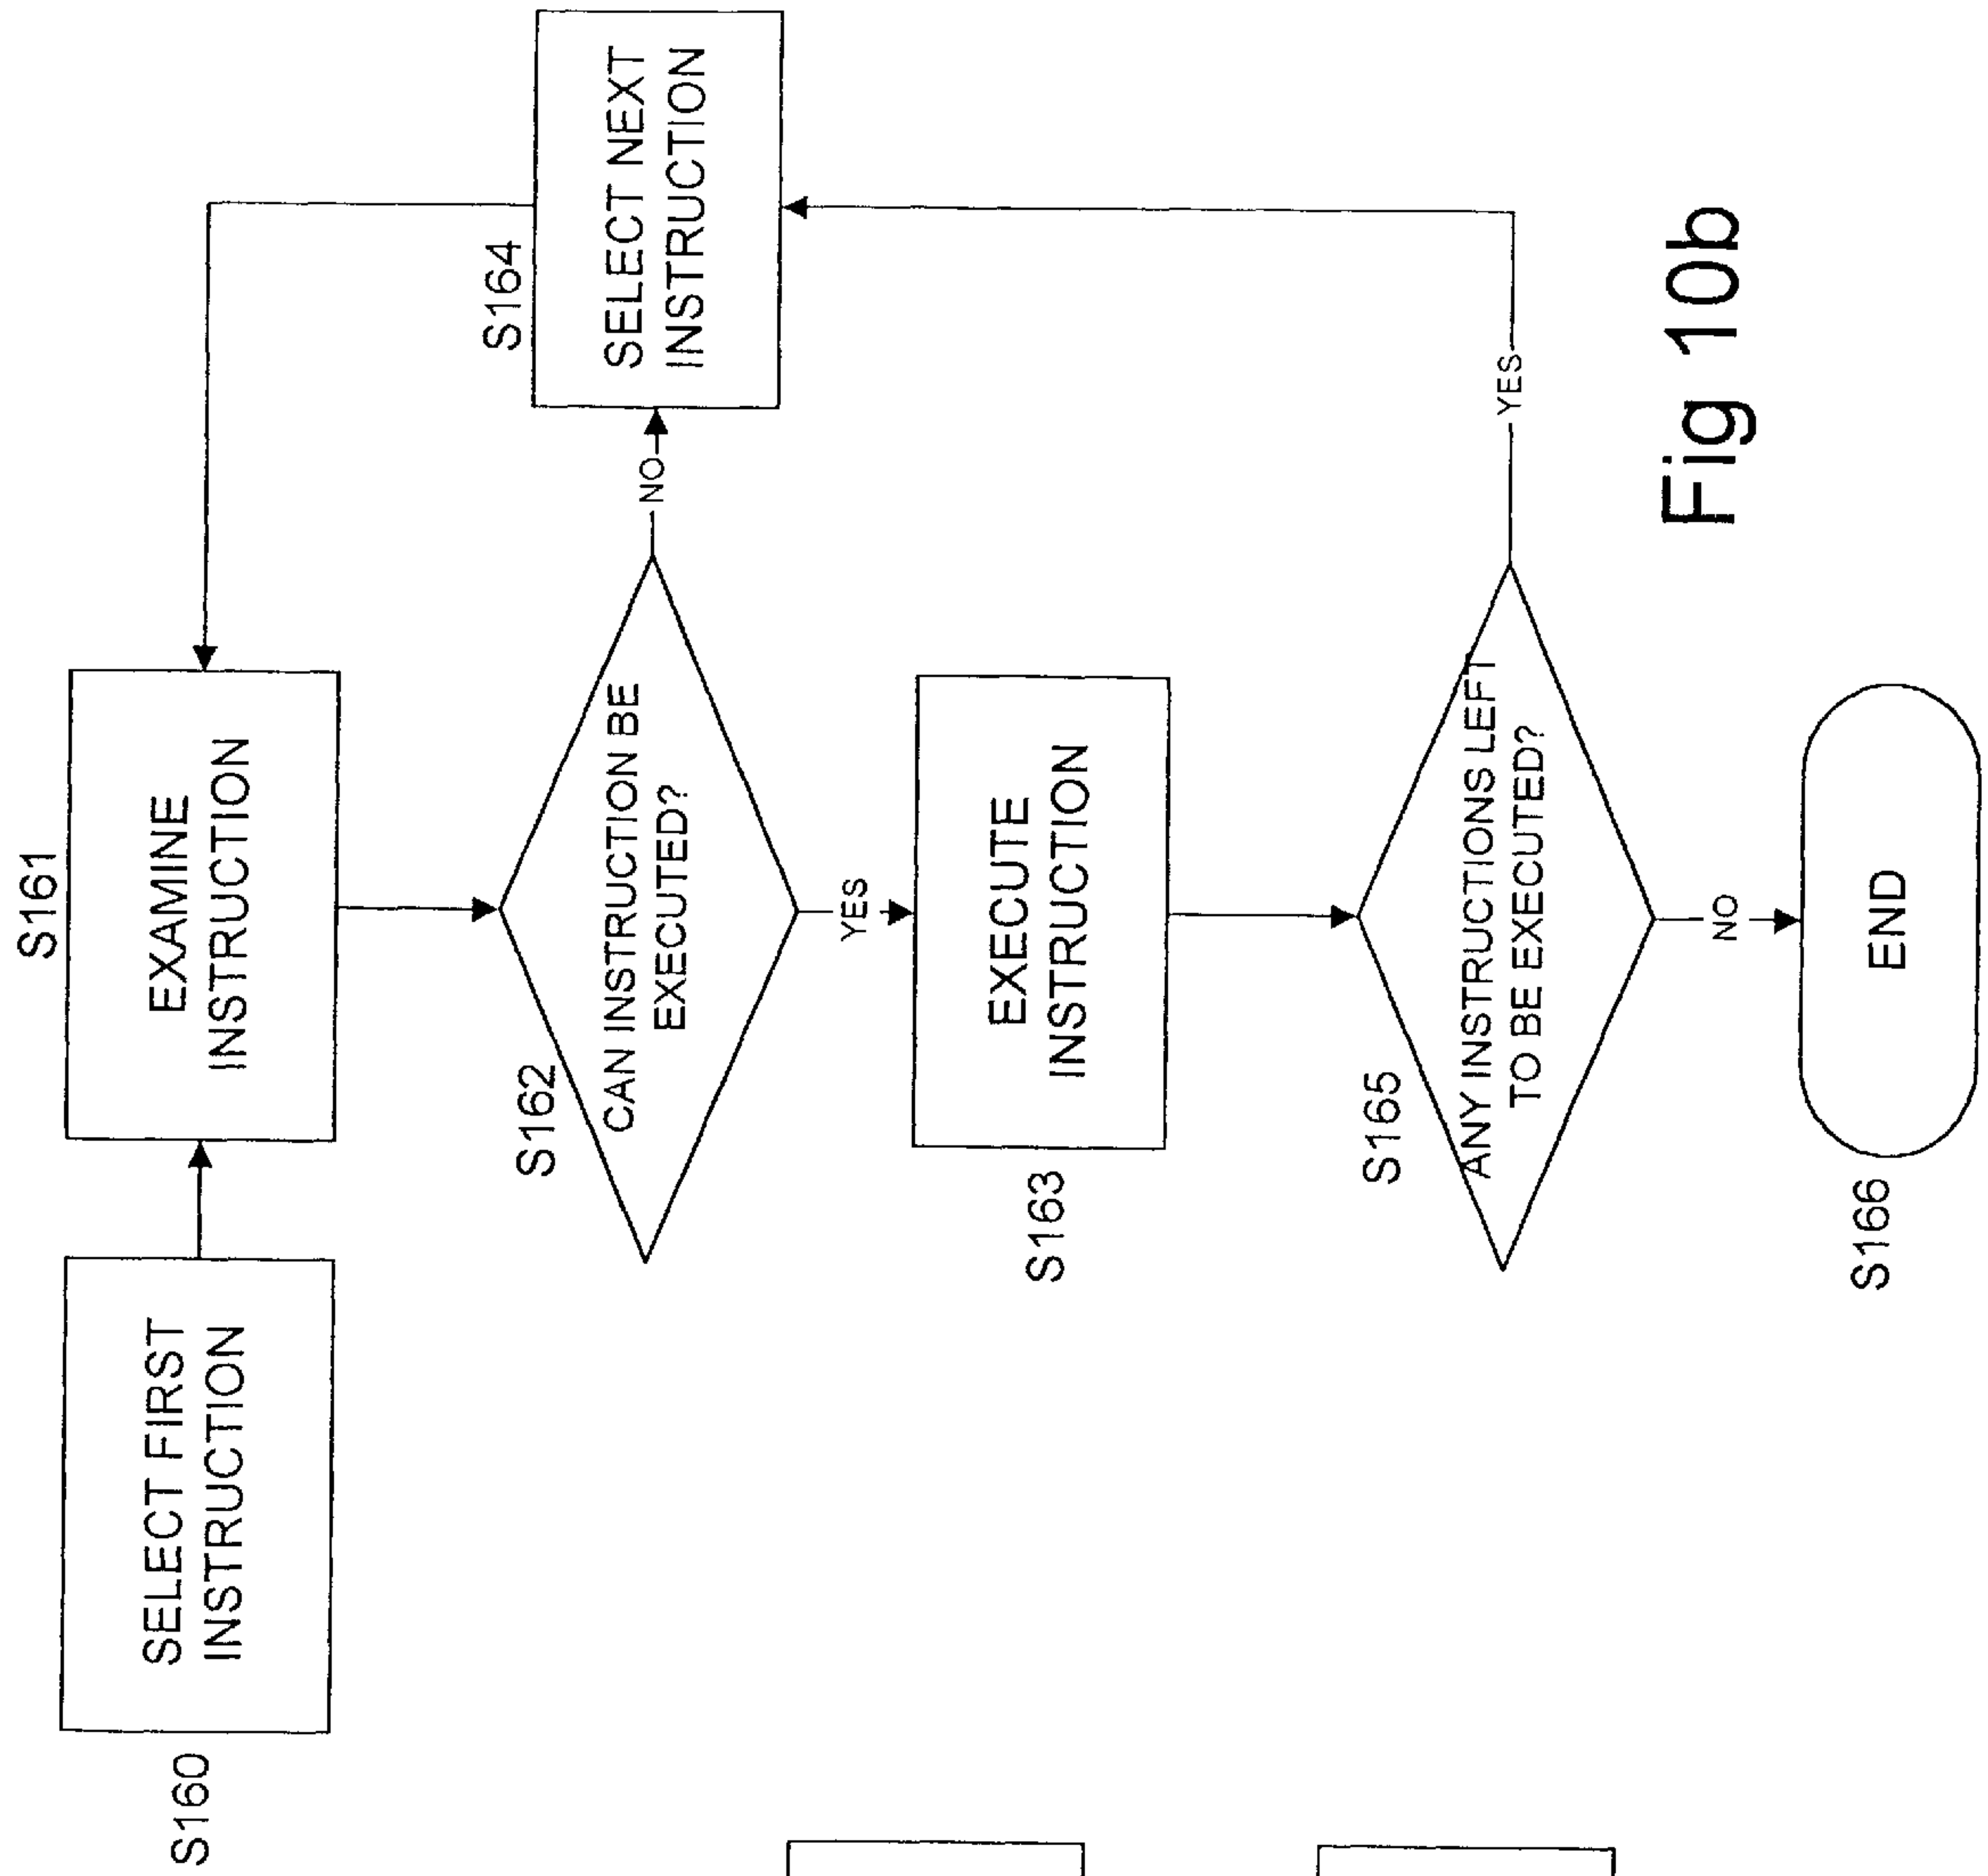 S160
SELECT FIRST
INSTRUCTION
S161
EXAMINE
INSTRUCTION
S162
CAN INSTRUCTION BE
EXECUTED?
NO
S164
SELECT NEXT
INSTRUCTION
YES
S163
EXECUTE
INSTRUCTION
S165
ANY INSTRUCTIONS LEFT
TO BE EXECUTED?
YES
NO
S166
END
Fig 10b